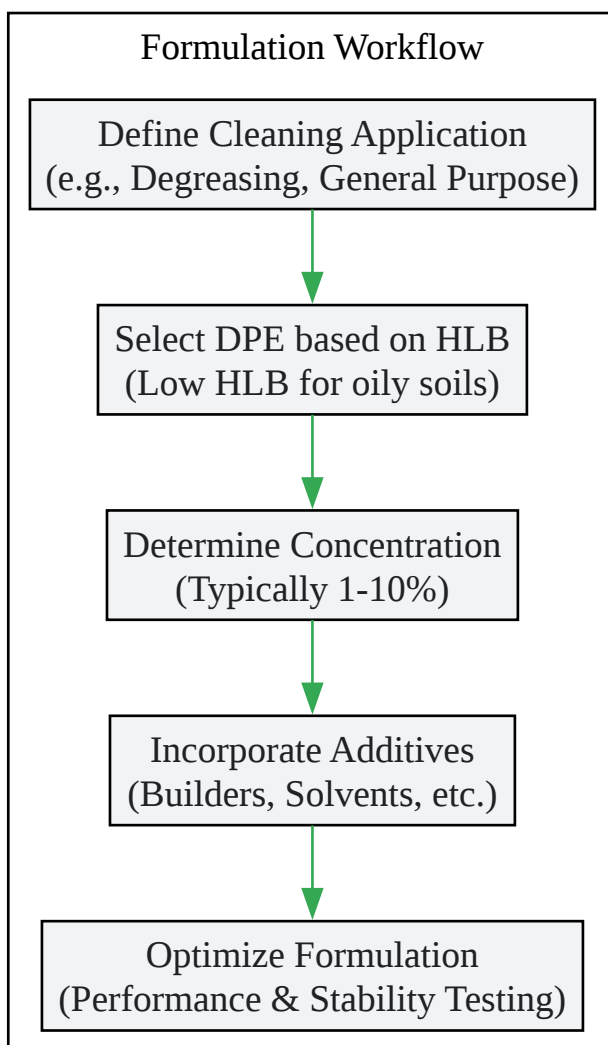 Formulation Workflow
Define Cleaning Application
(e.g., Degreasing, General Purpose)
Select DPE based on HLB
(Low HLB for oily soils)
Determine Concentration
(Typically 1-10%)
Incorporate Additives
(Builders, Solvents, etc.)
Optimize Formulation
(Performance & Stability Testing)